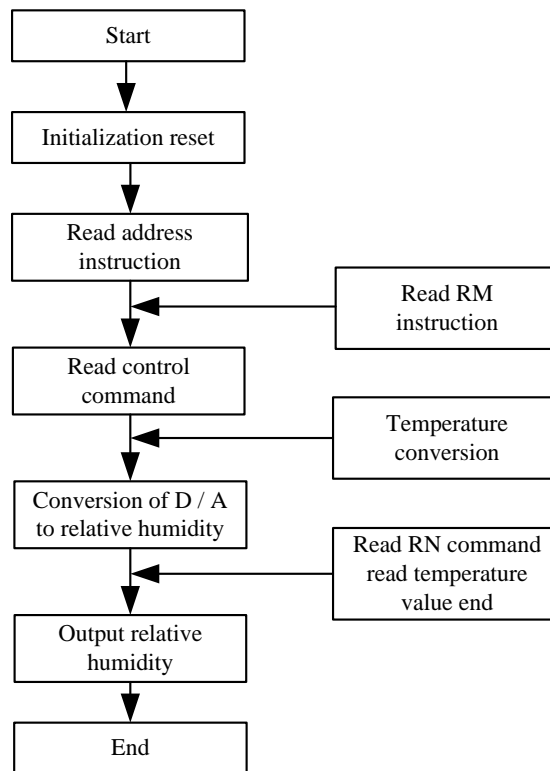 Start
Initialization reset
Read address
instruction
Read RM
instruction
Read control
command
Temperature
conversion
Conversion of D / A
to relative humidity
Read RN command
read temperature
value end
Output relative
humidity
End